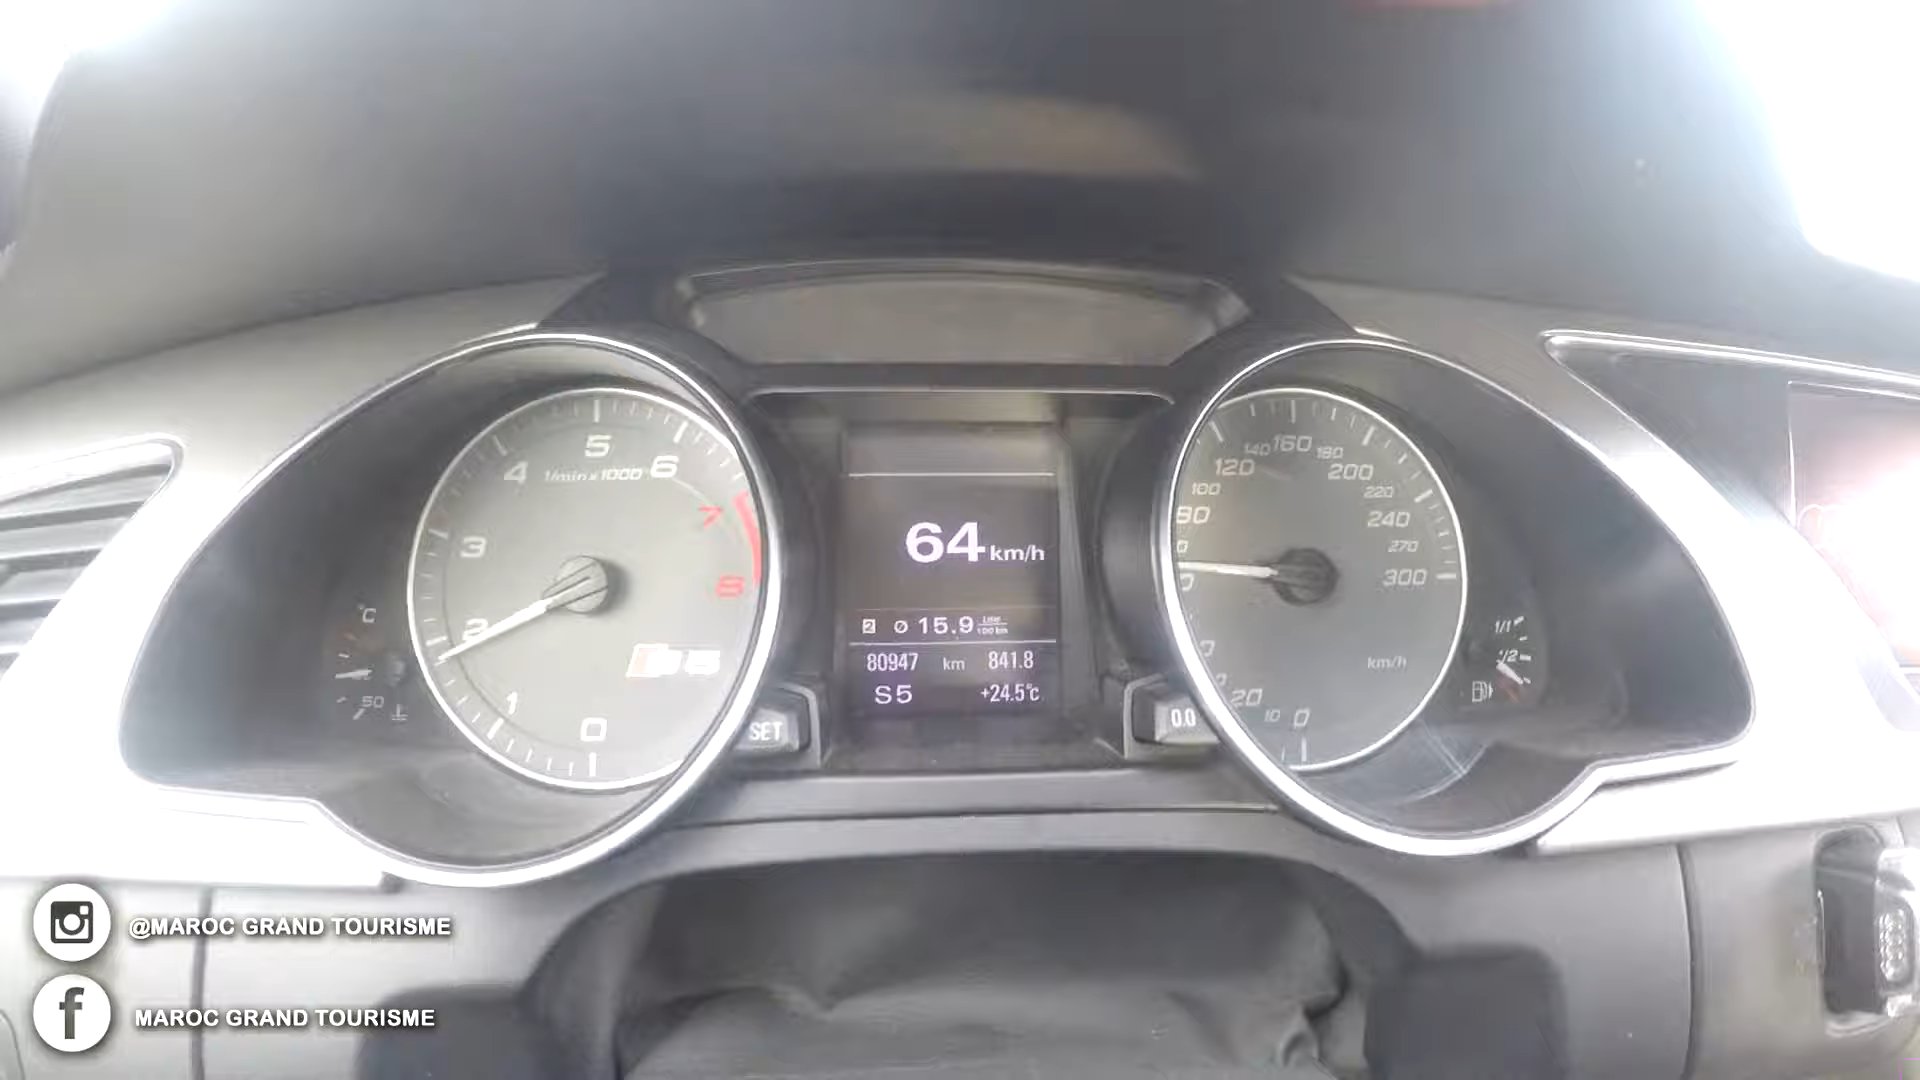 5
4
1/min x 1000
6
3
7
8
2
1
0
°C
50
S5
SET
64 km/h
2 Ø 15.9
80947 km 841.8
S5 +24.5°C
0.0
140 160 180
120
200
100
220
80
240
270
300
km/h
20
10
0
1/1
1/2
@MAROC GRAND TOURISME
f
MAROC GRAND TOURISME